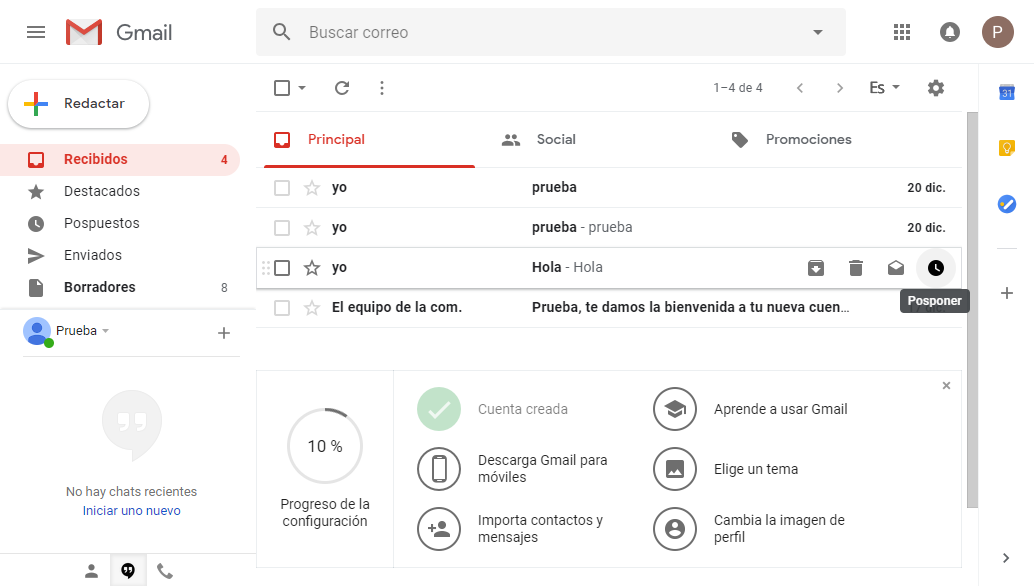 Gmail
Buscar correo
P
Redactar
1–4 de 4
Es
31
Principal
Social
Promociones
Recibidos 4
Destacados
Pospuestos
Enviados
Borradores 8
yo prueba 20 dic.
yo prueba - prueba 20 dic.
yo Hola - Hola
Posponer
El equipo de la com. Prueba, te damos la bienvenida a tu nueva cuen…
Prueba
No hay chats recientes
Iniciar uno nuevo
10 %
Progreso de la
configuración
Cuenta creada
Aprende a usar Gmail
Descarga Gmail para
móviles
Elige un tema
Importa contactos y
mensajes
Cambia la imagen de
perfil